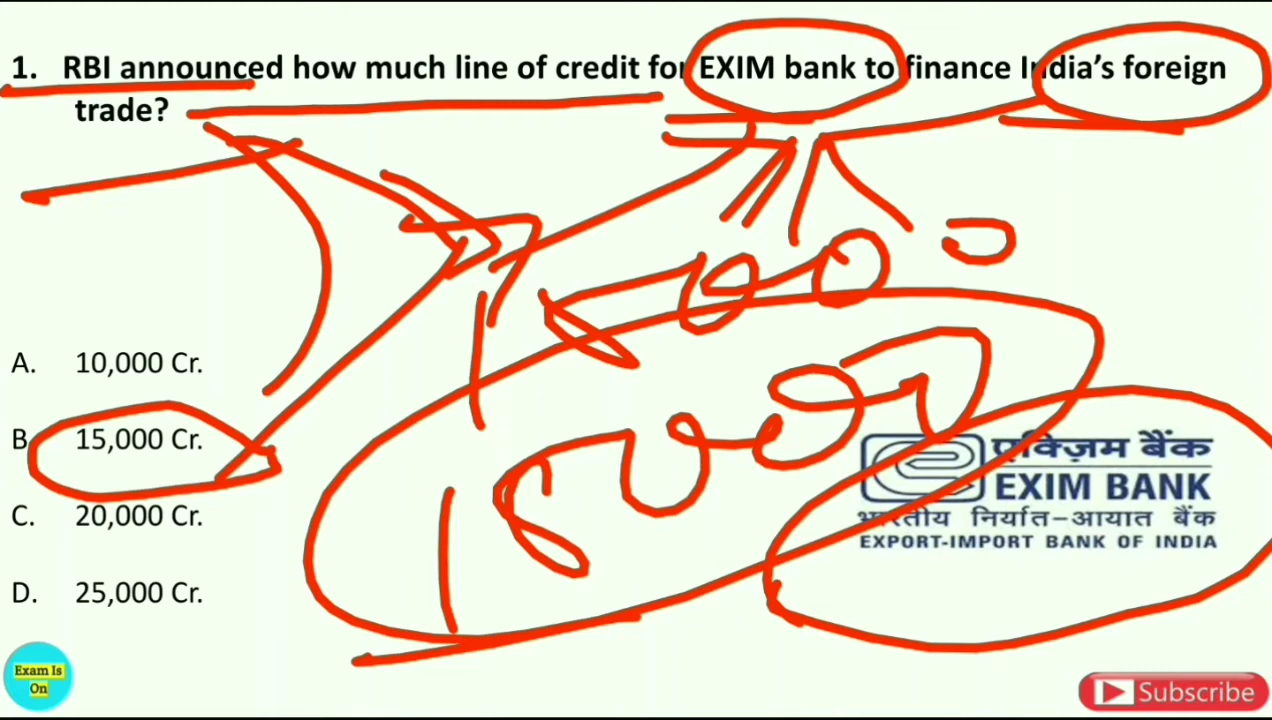 1. RBI announced how much line of credit for EXIM bank to finance India's foreign
trade?
15000
A. 10,000 Cr.
B. 15,000 Cr.
15000
C. 20,000 Cr.
D. 25,000 Cr.
एक्ज़िम बैंक
EXIM BANK
भारतीय निर्यात-आयात बैंक
EXPORT-IMPORT BANK OF INDIA
Exam Is
On
Subscribe